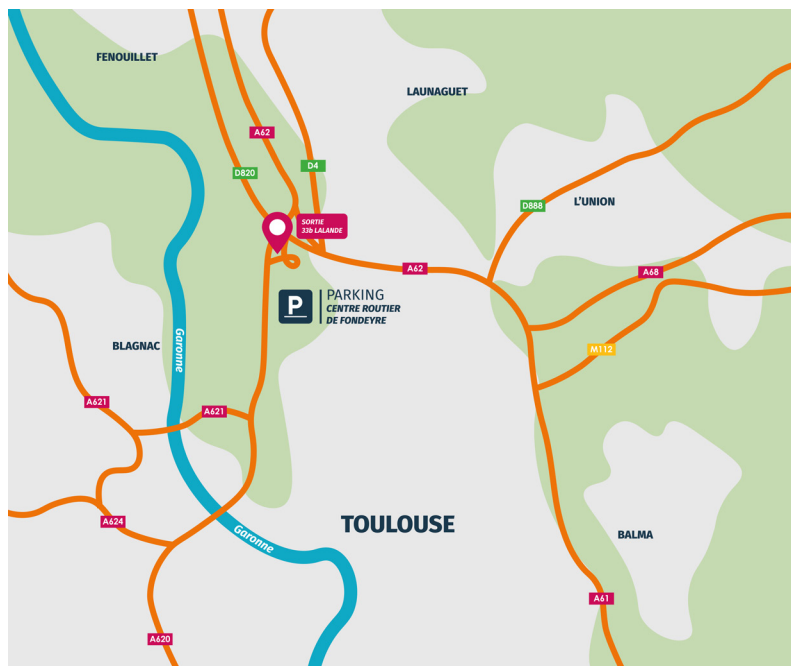 FENOUILLET
LAUNAGUET
A62
D4
D820
D888
L'UNION
SORTIE
33b LALANDE
A62
A68
P
PARKING
CENTRE ROUTIER
DE FONDEYRE
Garonne
BLAGNAC
M112
A621
A621
A624
TOULOUSE
Garonne
BALMA
A61
A620